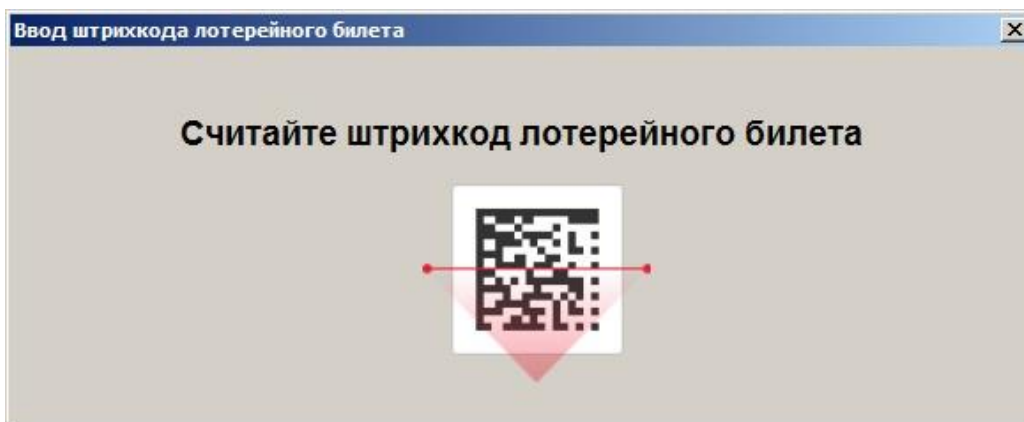 Ввод штрихкода лотерейного билета
Считайте штрихкод лотерейного билета